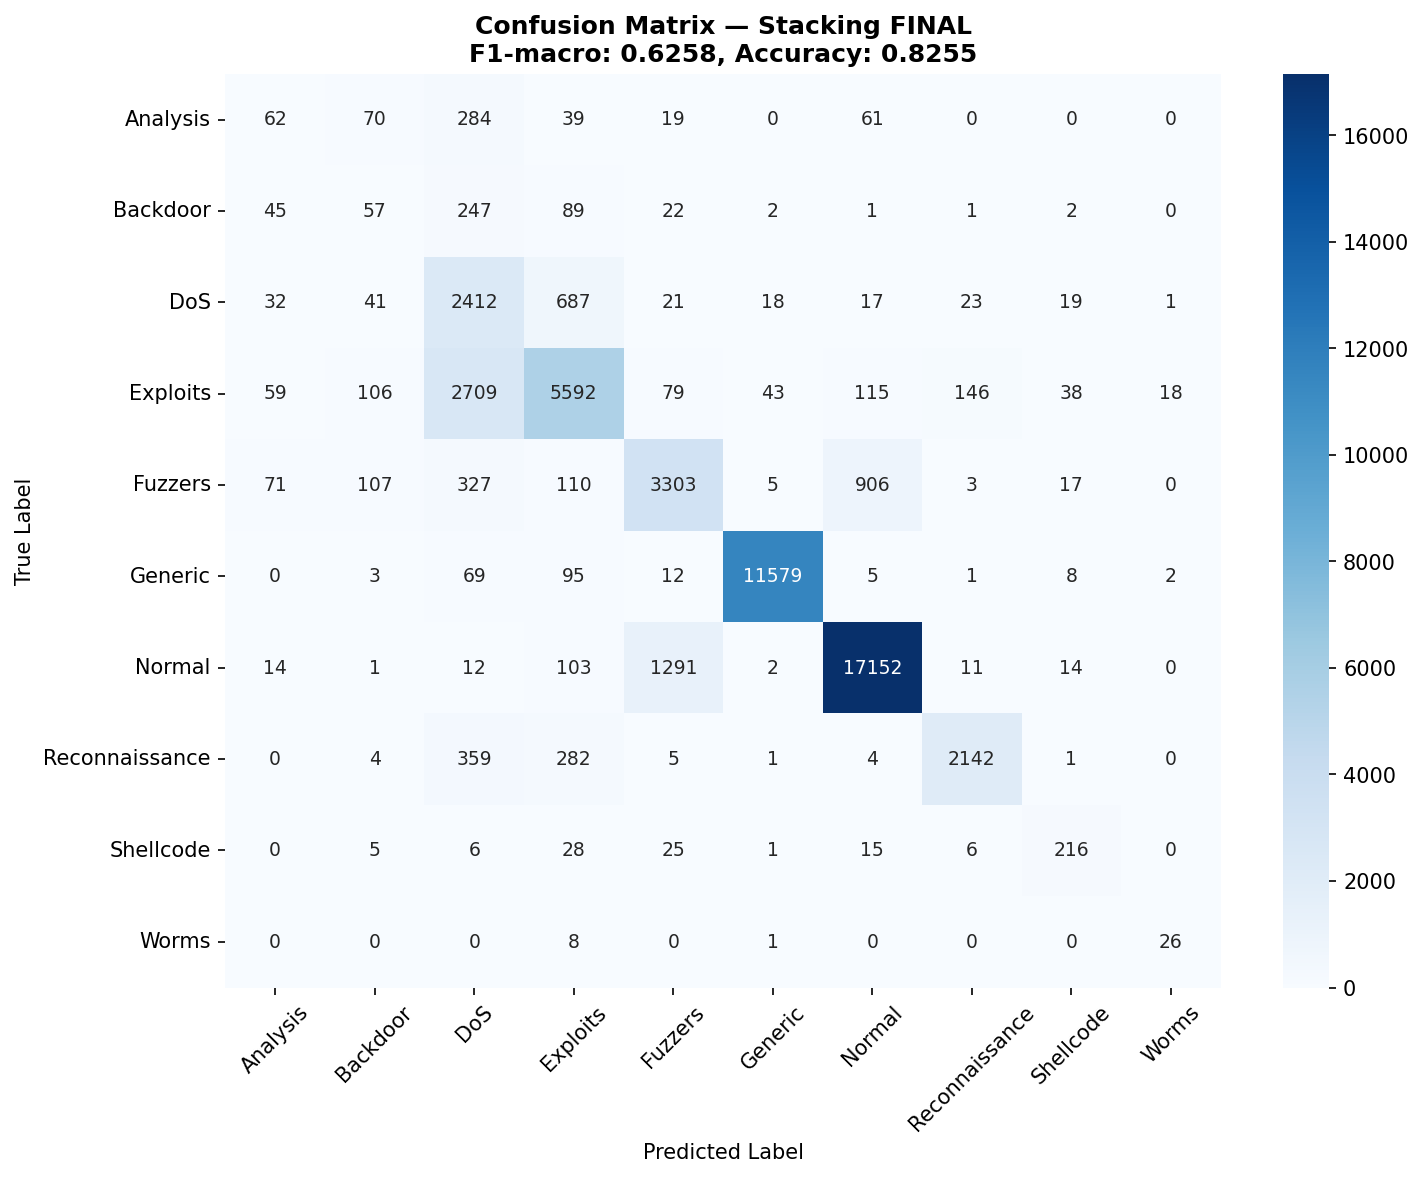 Confusion Matrix — Stacking FINAL
F1-macro: 0.6258, Accuracy: 0.8255
True Label
Analysis 62 70 284 39 19 0 61 0 0 0
Backdoor 45 57 247 89 22 2 1 1 2 0
DoS 32 41 2412 687 21 18 17 23 19 1
Exploits 59 106 2709 5592 79 43 115 146 38 18
Fuzzers 71 107 327 110 3303 5 906 3 17 0
Generic 0 3 69 95 12 11579 5 1 8 2
Normal 14 1 12 103 1291 2 17152 11 14 0
Reconnaissance 0 4 359 282 5 1 4 2142 1 0
Shellcode 0 5 6 28 25 1 15 6 216 0
Worms 0 0 0 8 0 1 0 0 0 26
Analysis Backdoor DoS Exploits Fuzzers Generic Normal Reconnaissance Shellcode Worms
Predicted Label
16000
14000
12000
10000
8000
6000
4000
2000
0